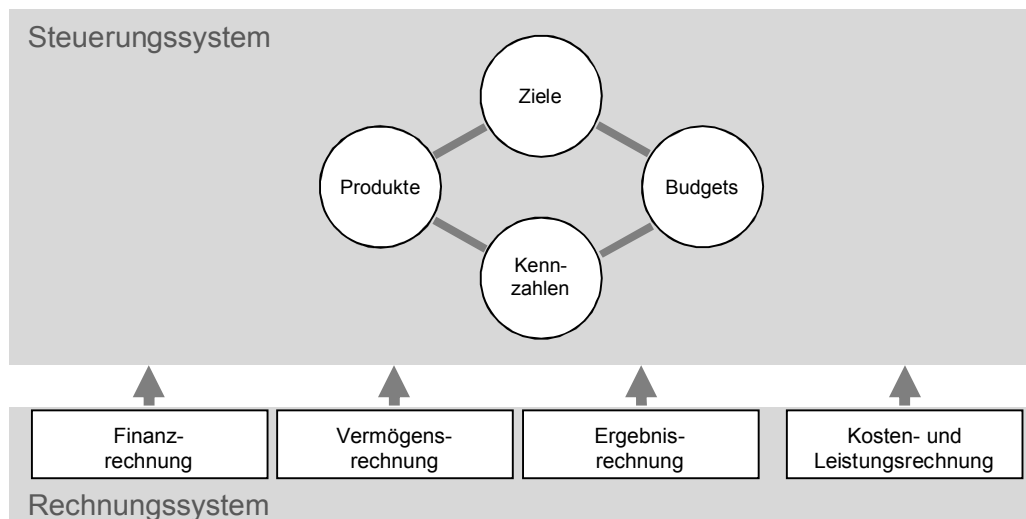 Steuerungssystem
Ziele
Produkte
Budgets
Kenn-
zahlen
Finanz-
rechnung
Vermögens-
rechnung
Ergebnis-
rechnung
Kosten- und
Leistungsrechnung
Rechnungssystem